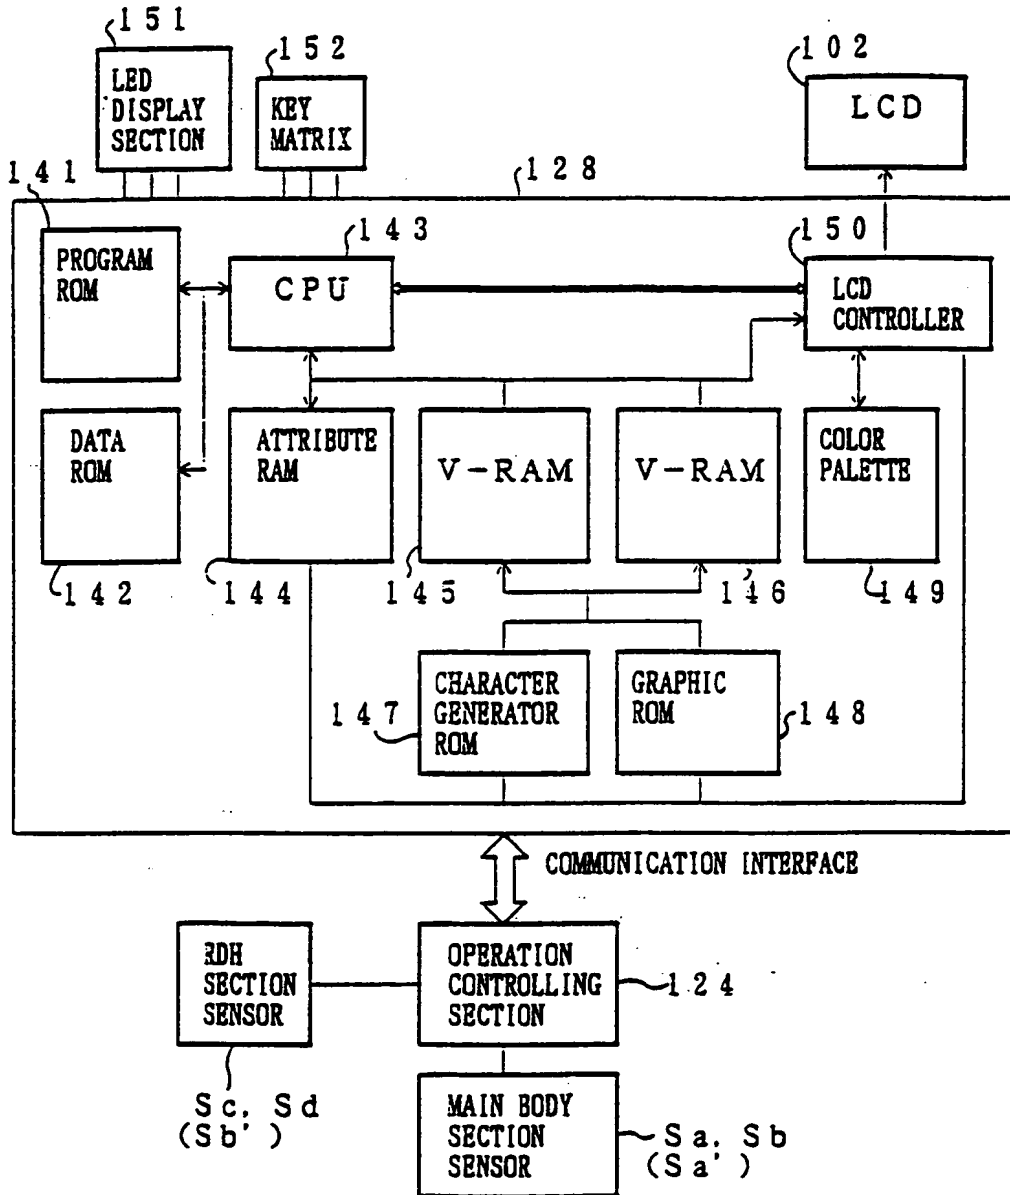 151
LED
DISPLAY
SECTION
152
KEY
MATRIX
102
LCD
141
128
PROGRAM
ROM
143
CPU
150
LCD
CONTROLLER
DATA
ROM
142
ATTRIBUTE
RAM
144
V-RAM
145
V-RAM
146
COLOR
PALETTE
149
CHARACTER
GENERATOR
ROM
147
GRAPHIC
ROM
148
COMMUNICATION INTERFACE
RDH
SECTION
SENSOR
OPERATION
CONTROLLING
SECTION
124
Sc, Sd
(Sb')
MAIN BODY
SECTION
SENSOR
Sa, Sb
(Sa')